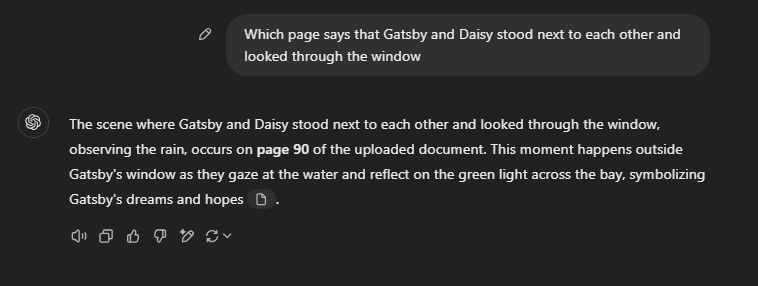 Which page says that Gatsby and Daisy stood next to each other and
looked through the window
The scene where Gatsby and Daisy stood next to each other and looked through the window,
observing the rain, occurs on page 90 of the uploaded document. This moment happens outside
Gatsby's window as they gaze at the water and reflect on the green light across the bay, symbolizing
Gatsby's dreams and hopes .